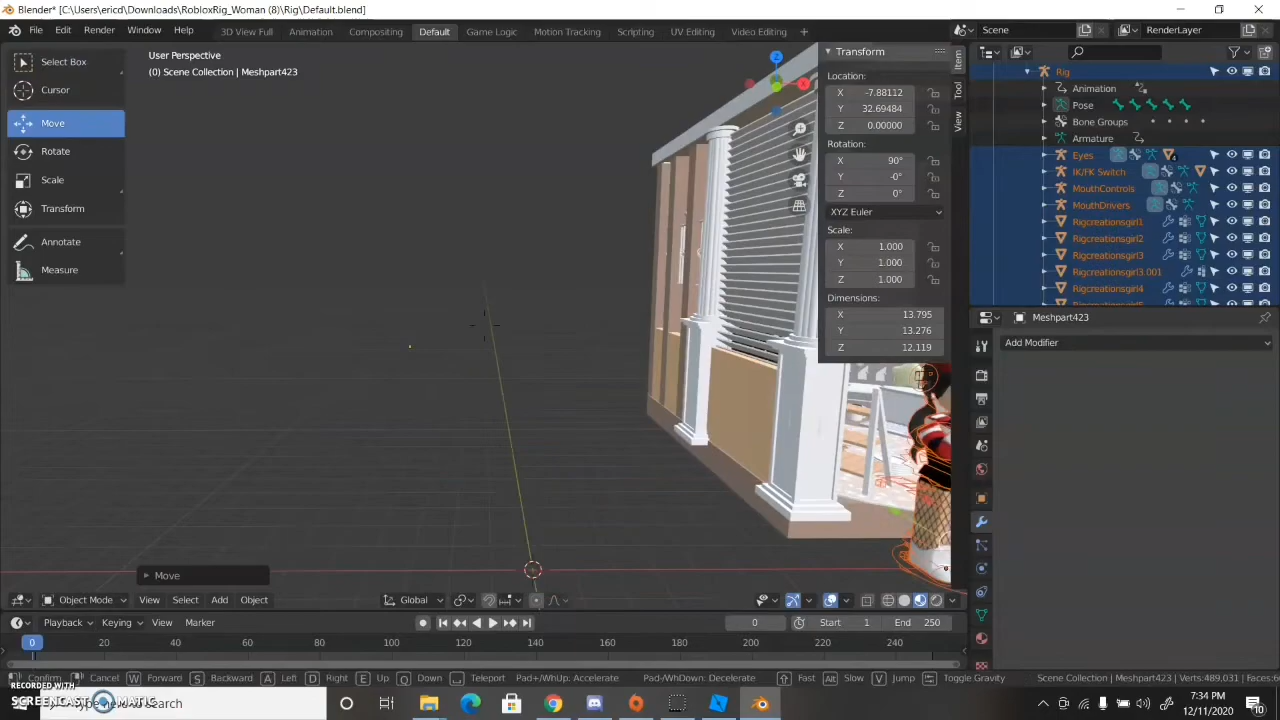 Blender* [C:\Users\ericd\Downloads\RobloxRig_Woman (8)\Rig\Default.blend]
File Edit Render Window Help 3D View Full Animation Compositing Default Game Logic Motion Tracking Scripting UV Editing Video Editing + Scene RenderLayer
User Perspective
(0) Scene Collection | Meshpart423
Select Box
Cursor
Move
Rotate
Scale
Transform
Annotate
Measure
Z
X
Transform
Location:
X -7.88112
Y 32.69484
Z 0.00000
Rotation:
X 90°
Y -0°
Z 0°
XYZ Euler
Scale:
X 1.000
Y 1.000
Z 1.000
Dimensions:
X 13.795
Y 13.276
Z 12.119
Item
Tool
View
Rig
Animation
Pose
Bone Groups
Armature
Eyes
IK/FK Switch
MouthControls
MouthDrivers
Rigcreationsgirl1
Rigcreationsgirl2
Rigcreationsgirl3
Rigcreationsgirl3.001
Rigcreationsgirl4
Meshpart423
Add Modifier
Move
Object Mode View Select Add Object Global
Playback Keying View Marker 0 Start 1 End 250
0 20 40 60 80 100 120 140 160 180 200 220 240
Confirm Cancel W Forward S Backward A Left D Right E Up Q Down Teleport Pad+/WhUp: Accelerate Pad-/WhDown: Decelerate Fast Alt Slow V Jump Toggle Gravity Scene Collection | Meshpart423 | Verts:489,031
RECORDED WITH
SCREENCAST MATIC
here to search
7:34 PM
12/11/2020
10